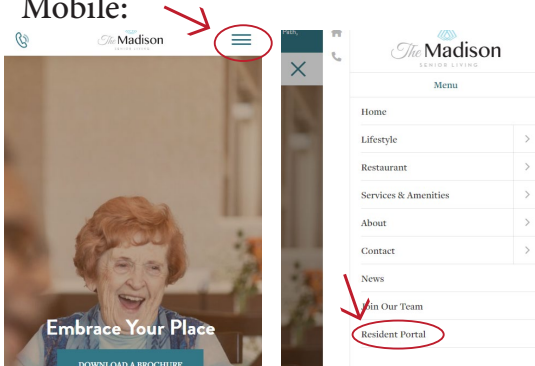 Mobile:
The Madison
SENIOR LIVING
Embrace Your Place
DOWNLOAD A BROCHURE
Path,
The Madison
SENIOR LIVING
Menu
Home
Lifestyle
Restaurant
Services & Amenities
About
Contact
News
Join Our Team
Resident Portal